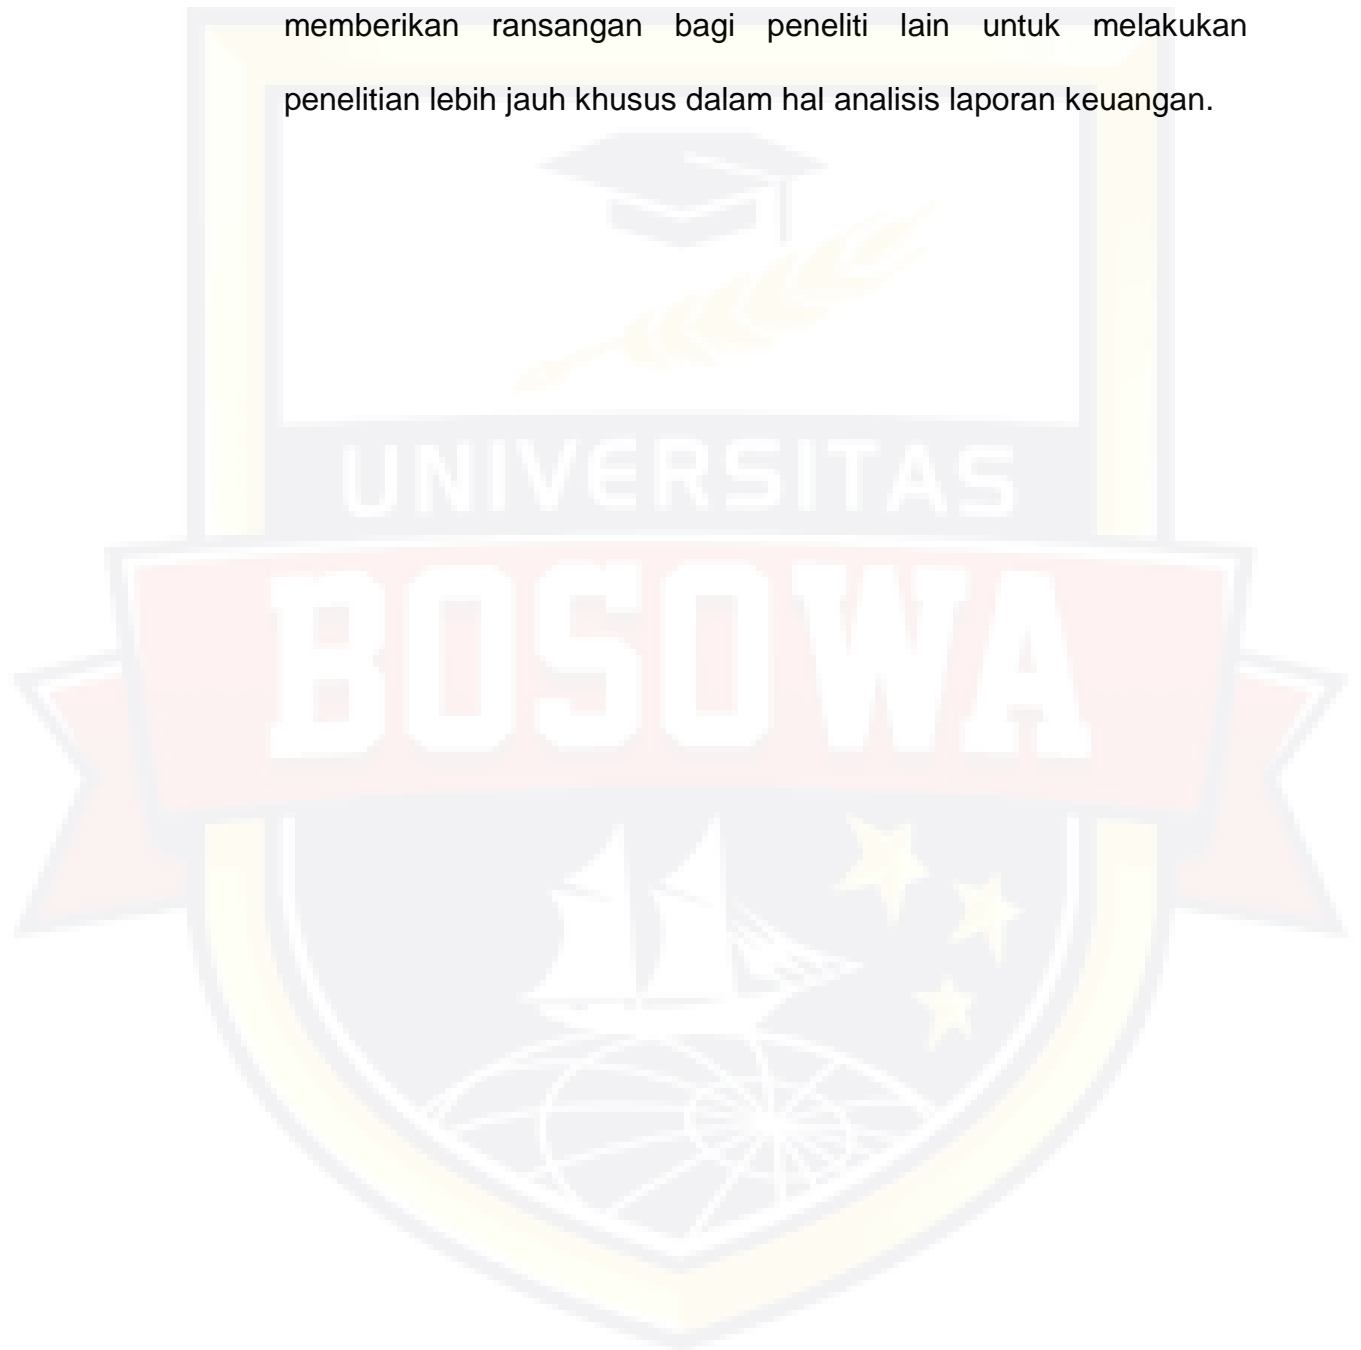 memberikan ransangan bagi peneliti lain untuk melakukan
penelitian lebih jauh khusus dalam hal analisis laporan keuangan.
UNIVERSITAS
BOSOWA